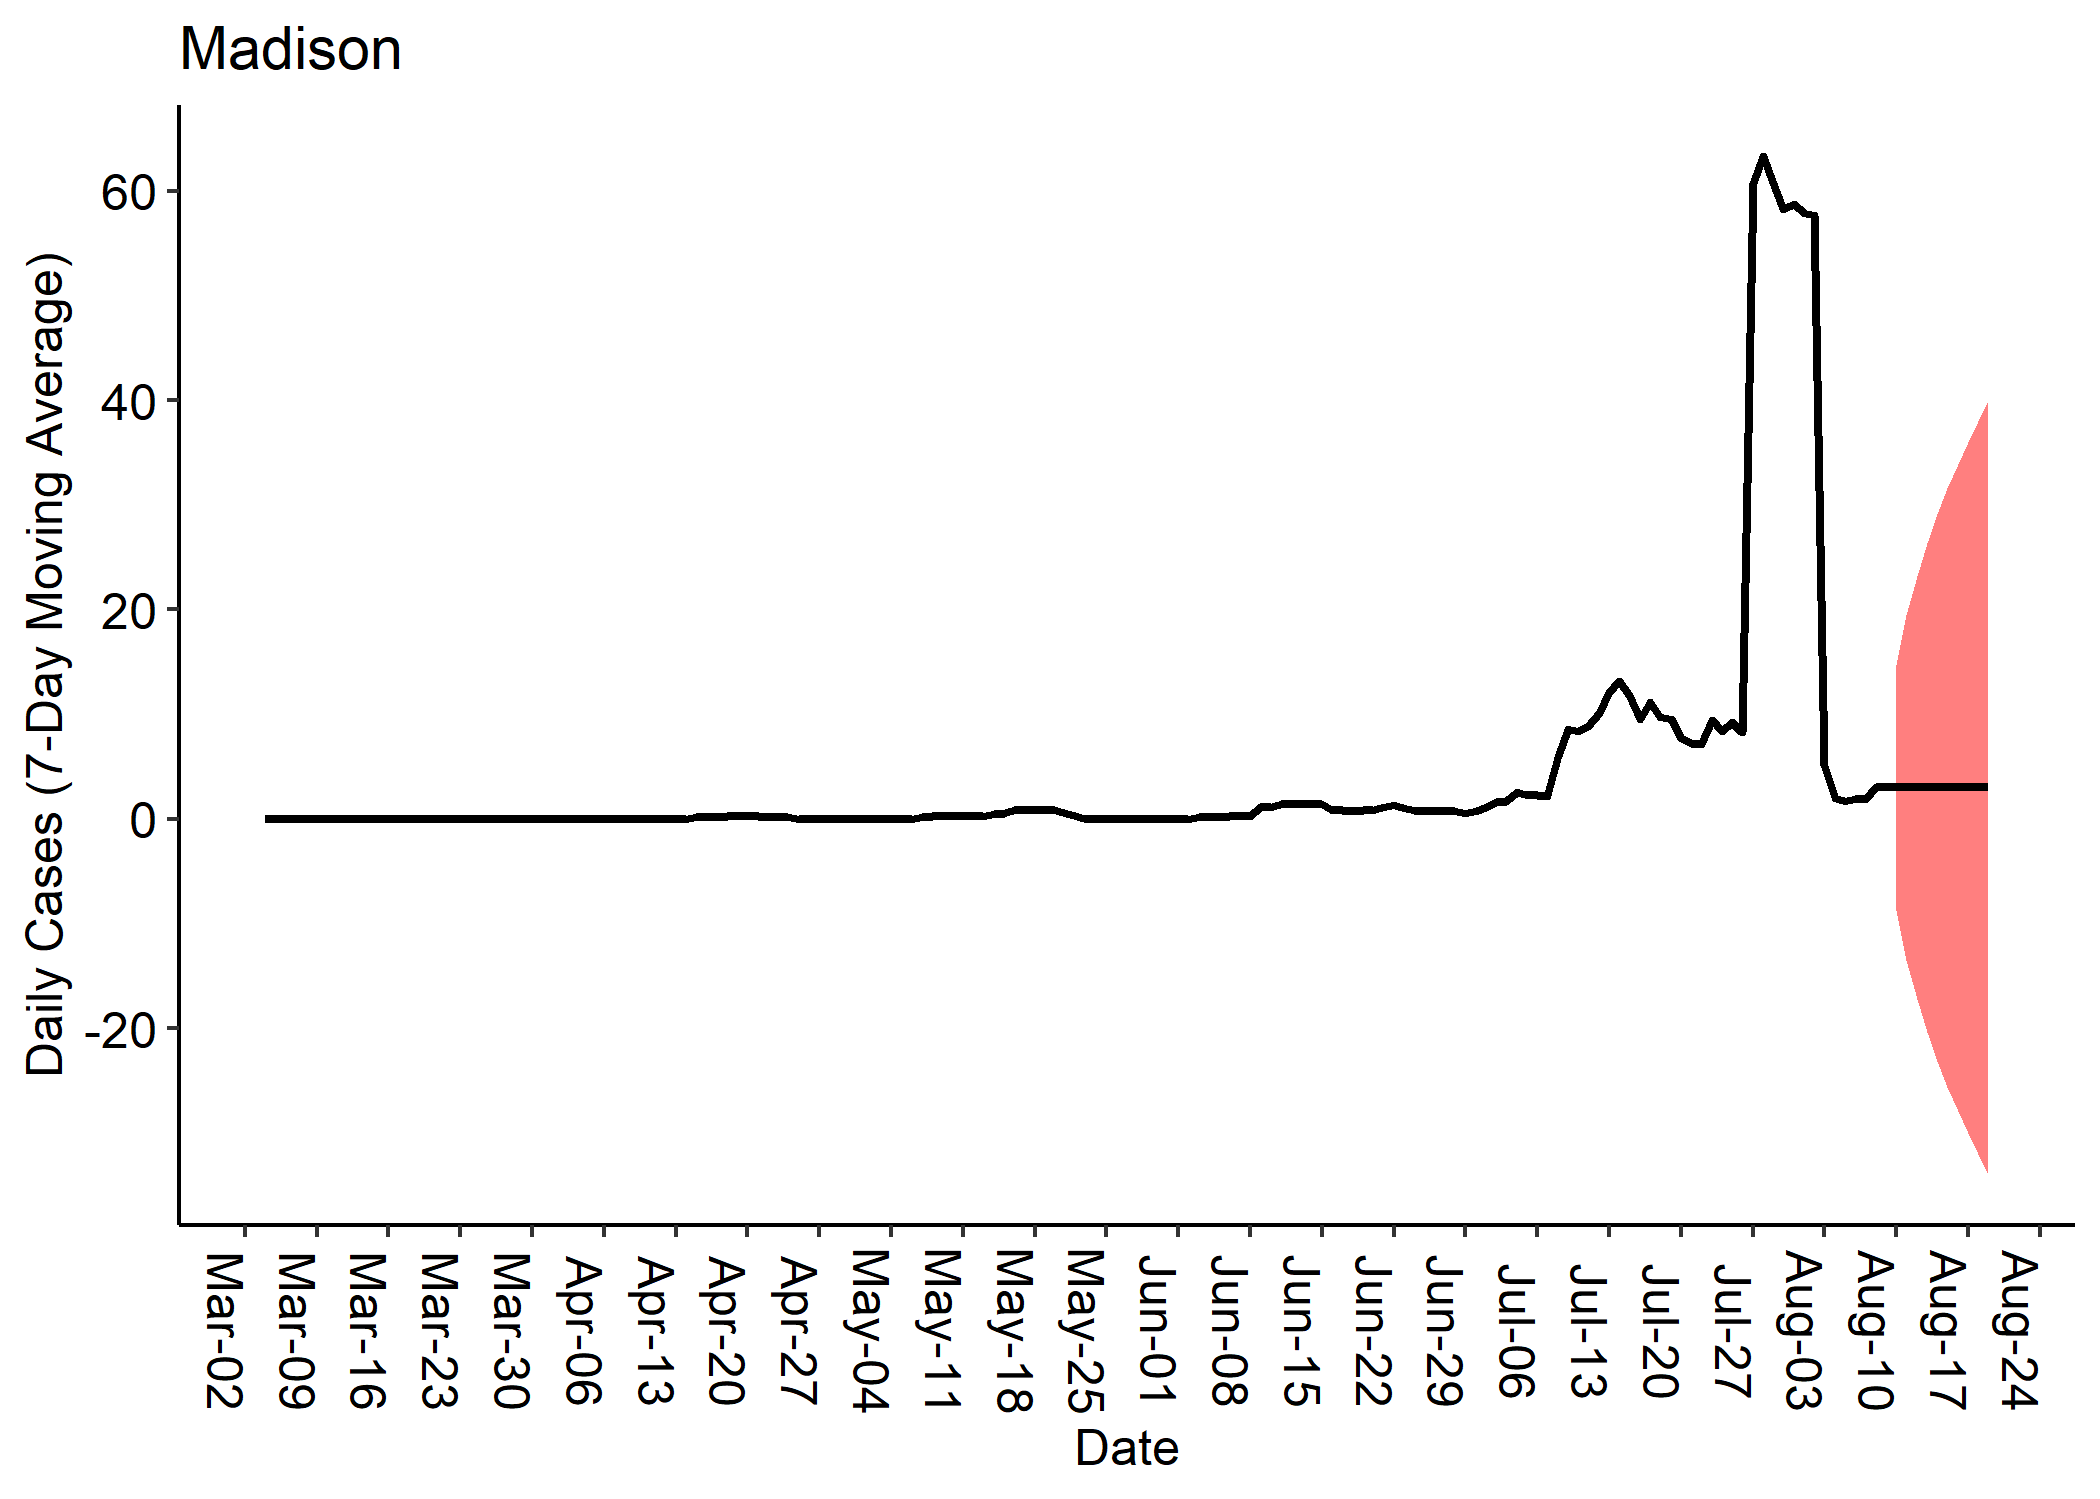 Madison
Daily Cases (7-Day Moving Average)
60
40
20
0
-20
Mar-02
Mar-09
Mar-16
Mar-23
Mar-30
Apr-06
Apr-13
Apr-20
Apr-27
May-04
May-11
May-18
May-25
Jun-01
Jun-08
Jun-15
Jun-22
Jun-29
Jul-06
Jul-13
Jul-20
Jul-27
Aug-03
Aug-10
Aug-17
Aug-24
Date